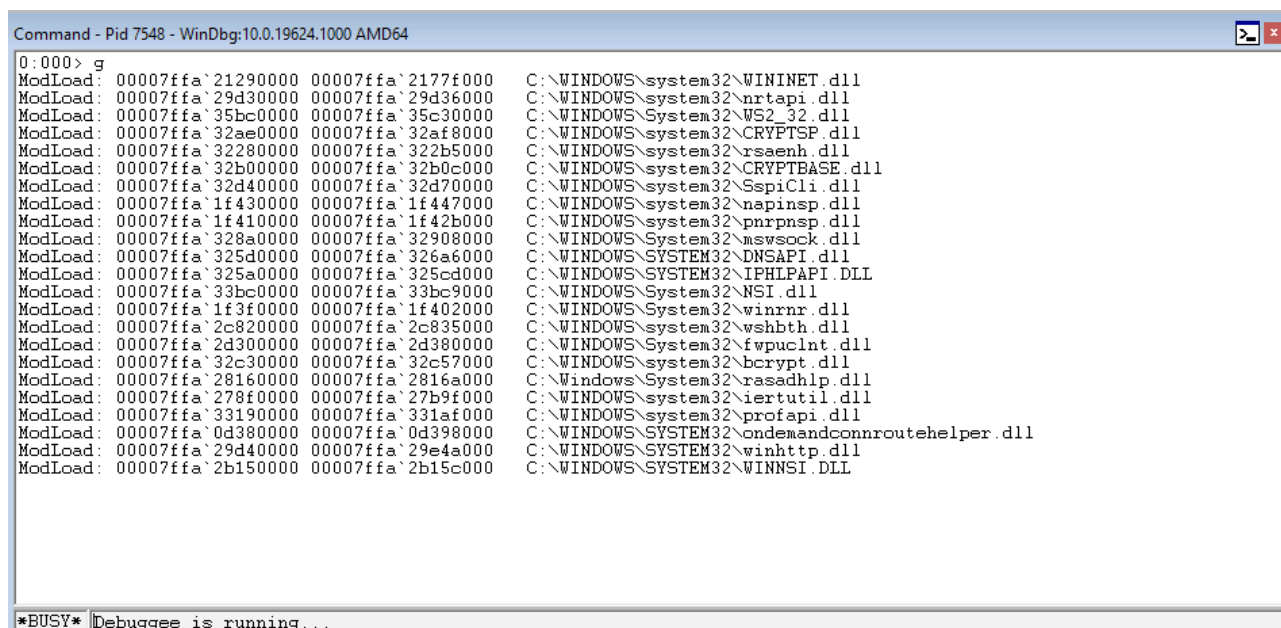 Command - Pid 7548 - WinDbg:10.0.19624.1000 AMD64
0:000> g
ModLoad: 00007ffa`21290000 00007ffa`2177f000   C:\WINDOWS\system32\WININET.dll
ModLoad: 00007ffa`29d30000 00007ffa`29d36000   C:\WINDOWS\system32\nrtapi.dll
ModLoad: 00007ffa`35bc0000 00007ffa`35c30000   C:\WINDOWS\System32\WS2_32.dll
ModLoad: 00007ffa`32ae0000 00007ffa`32af8000   C:\WINDOWS\system32\CRYPTSP.dll
ModLoad: 00007ffa`32280000 00007ffa`322b5000   C:\WINDOWS\system32\rsaenh.dll
ModLoad: 00007ffa`32b00000 00007ffa`32b0c000   C:\WINDOWS\system32\CRYPTBASE.dll
ModLoad: 00007ffa`32d40000 00007ffa`32d70000   C:\WINDOWS\system32\SspiCli.dll
ModLoad: 00007ffa`1f430000 00007ffa`1f447000   C:\WINDOWS\system32\napinsp.dll
ModLoad: 00007ffa`1f410000 00007ffa`1f42b000   C:\WINDOWS\system32\pnrpnsp.dll
ModLoad: 00007ffa`328a0000 00007ffa`32908000   C:\WINDOWS\System32\mswsock.dll
ModLoad: 00007ffa`325d0000 00007ffa`326a6000   C:\WINDOWS\SYSTEM32\DNSAPI.dll
ModLoad: 00007ffa`325a0000 00007ffa`325cd000   C:\WINDOWS\SYSTEM32\IPHLPAPI.DLL
ModLoad: 00007ffa`33bc0000 00007ffa`33bc9000   C:\WINDOWS\System32\NSI.dll
ModLoad: 00007ffa`1f3f0000 00007ffa`1f402000   C:\WINDOWS\System32\winrnr.dll
ModLoad: 00007ffa`2c820000 00007ffa`2c835000   C:\WINDOWS\system32\wshbth.dll
ModLoad: 00007ffa`2d300000 00007ffa`2d380000   C:\WINDOWS\System32\fwpuclnt.dll
ModLoad: 00007ffa`32c30000 00007ffa`32c57000   C:\WINDOWS\System32\bcrypt.dll
ModLoad: 00007ffa`28160000 00007ffa`2816a000   C:\Windows\System32\rasadhlp.dll
ModLoad: 00007ffa`278f0000 00007ffa`27b9f000   C:\WINDOWS\system32\iertutil.dll
ModLoad: 00007ffa`33190000 00007ffa`331af000   C:\WINDOWS\system32\profapi.dll
ModLoad: 00007ffa`0d380000 00007ffa`0d398000   C:\WINDOWS\SYSTEM32\ondemandconnroutehelper.dll
ModLoad: 00007ffa`29d40000 00007ffa`29e4a000   C:\WINDOWS\SYSTEM32\winhttp.dll
ModLoad: 00007ffa`2b150000 00007ffa`2b15c000   C:\WINDOWS\SYSTEM32\WINNSI.DLL
*BUSY* Debuggee is running...